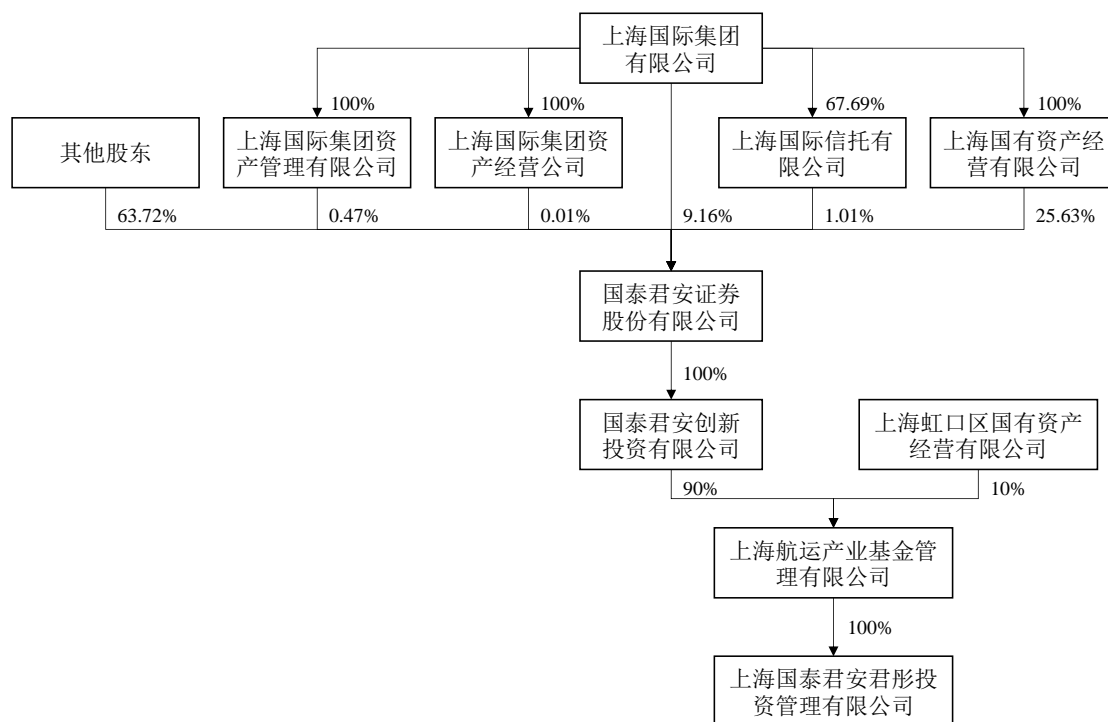 上海国际集团
有限公司
100%
100%
67.69%
100%
其他股东
上海国际集团资
产管理有限公司
上海国际集团资
产经营公司
上海国际信托有
限公司
上海国有资产经
营有限公司
63.72%
0.47%
0.01%
9.16%
1.01%
25.63%
国泰君安证券
股份有限公司
100%
国泰君安创新
投资有限公司
上海虹口区国有资产
经营有限公司
90%
10%
上海航运产业基金管
理有限公司
100%
上海国泰君安君彤投
资管理有限公司